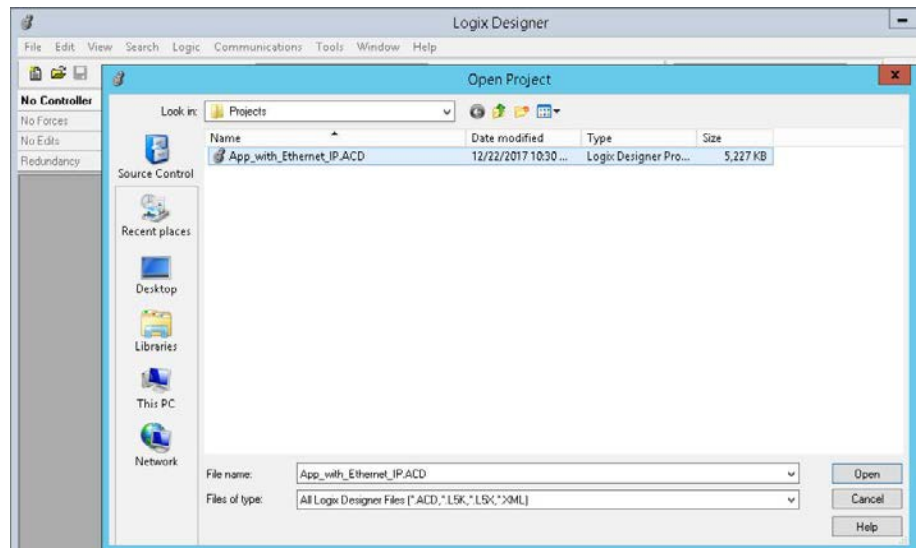 Logix Designer
File Edit View Search Logic Communications Tools Window Help
Open Project
No Controller
No Forces
No Edits
Redundancy
Look in: Projects
Name Date modified Type Size
App_with_Ethernet_IP.ACD 12/22/2017 10:30 ... Logix Designer Pro... 5,227 KB
Source Control
Recent places
Desktop
Libraries
This PC
Network
File name: App_with_Ethernet_IP.ACD Open
Files of type: All Logix Designer Files (*.ACD,*.L5K,*.L5X,*.XML) Cancel
Help